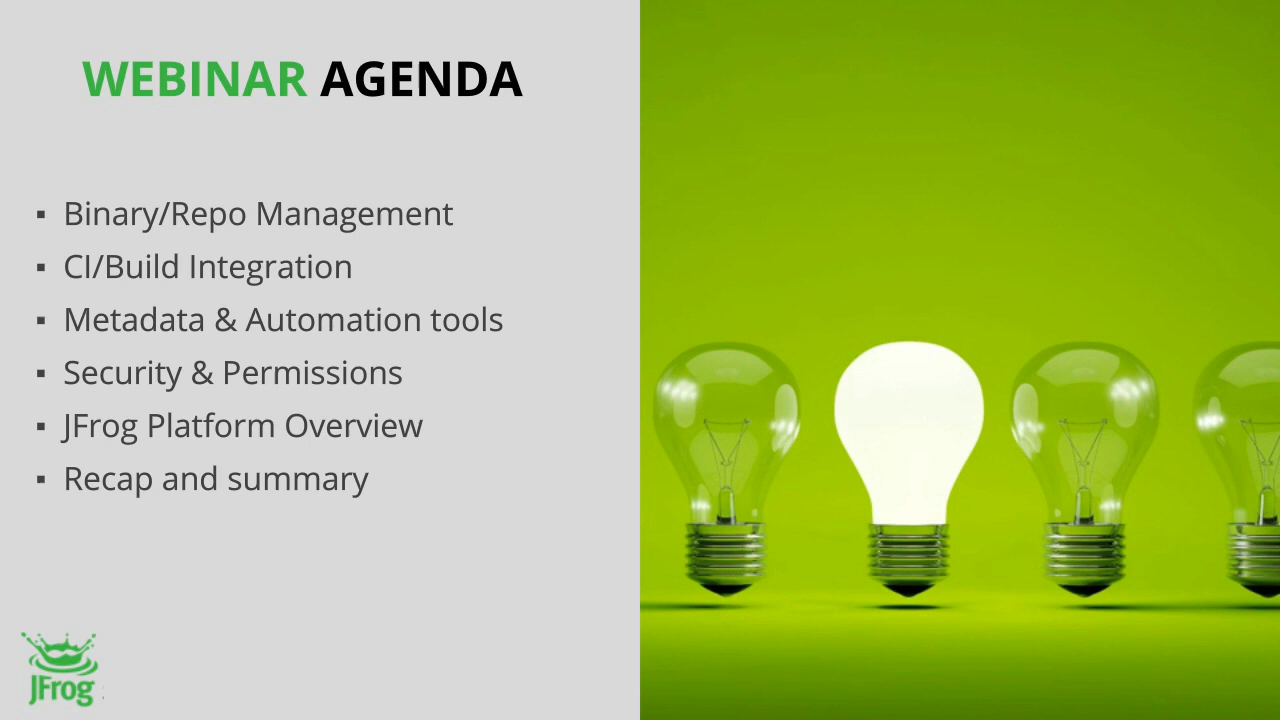 WEBINAR AGENDA
▪ Binary/Repo Management
▪ CI/Build Integration
▪ Metadata & Automation tools
▪ Security & Permissions
▪ JFrog Platform Overview
▪ Recap and summary
JFrog